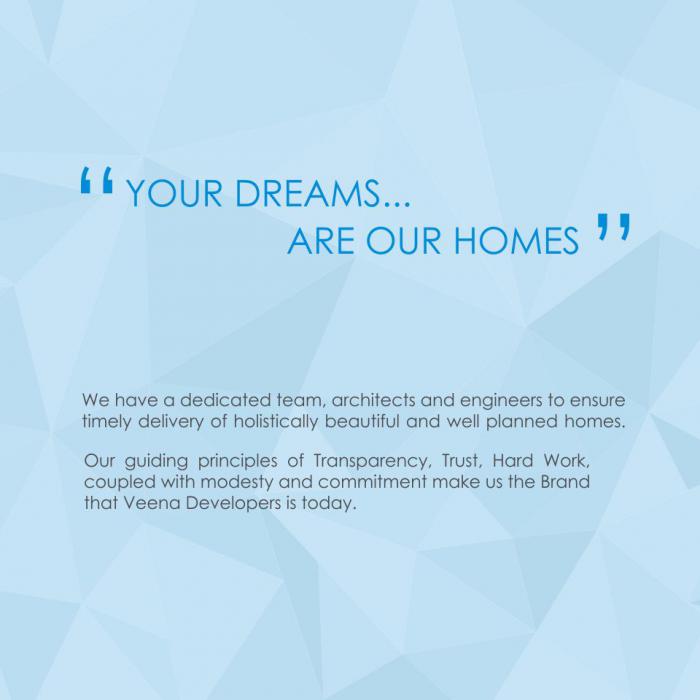 “ YOUR DREAMS...
ARE OUR HOMES ”
We have a dedicated team, architects and engineers to ensure
timely delivery of holistically beautiful and well planned homes.
Our guiding principles of Transparency, Trust, Hard Work,
coupled with modesty and commitment make us the Brand
that Veena Developers is today.